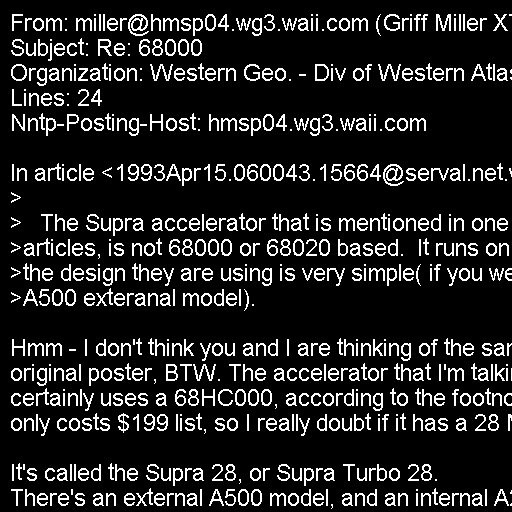 From: miller@hmsp04.wg3.waii.com (Griff Miller
Subject: Re: 68000
Organization: Western Geo. - Div of Western Atlas
Lines: 24
Nntp-Posting-Host: hmsp04.wg3.waii.com

In article <1993Apr15.060043.15664@serval.net.
>
>   The Supra accelerator that is mentioned in one
>articles, is not 68000 or 68020 based.  It runs on
>the design they are using is very simple( if you we
>A500 exteranal model).

Hmm - I don't think you and I are thinking of the sa
original poster, BTW. The accelerator that I'm talki
certainly uses a 68HC000, according to the footno
only costs $199 list, so I really doubt if it has a 28

It's called the Supra 28, or Supra Turbo 28.
There's an external A500 model, and an internal